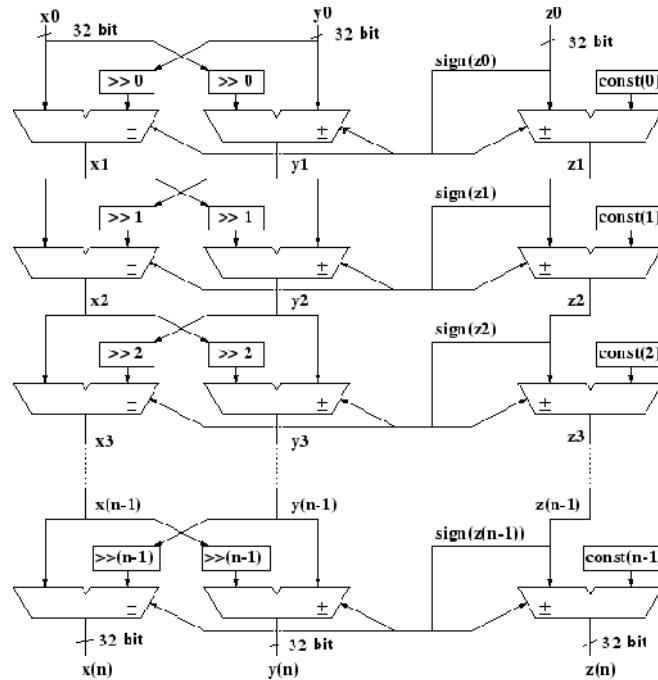 x0 y0 z0
32 bit 32 bit 32 bit
sign(z0)
>> 0 >> 0 const(0)
− ± ±
x1 y1 z1
sign(z1)
>> 1 >> 1 const(1)
− ± ±
x2 y2 z2
sign(z2)
>> 2 >> 2 const(2)
− ± ±
x3 y3 z3
x(n-1) y(n-1) z(n-1)
sign(z(n-1))
>>(n-1) >>(n-1) const(n-1
− ± ±
32 bit 32 bit 32 bit
x(n) y(n) z(n)